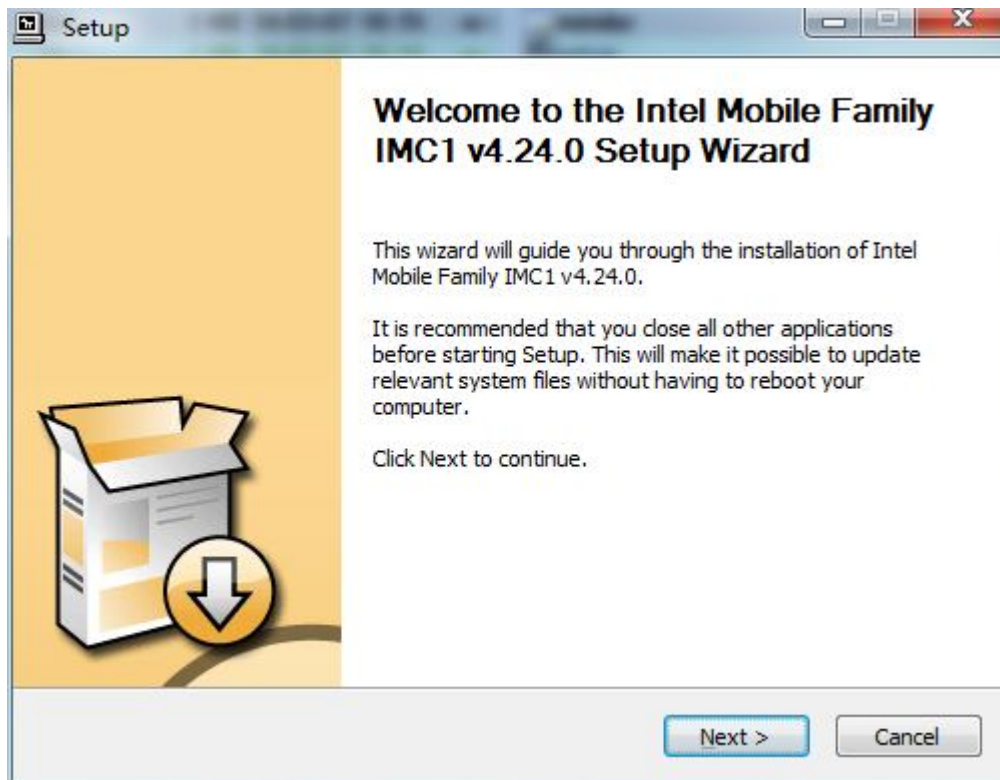 Setup
Welcome to the Intel Mobile Family
IMC1 v4.24.0 Setup Wizard
This wizard will guide you through the installation of Intel
Mobile Family IMC1 v4.24.0.
It is recommended that you close all other applications
before starting Setup. This will make it possible to update
relevant system files without having to reboot your
computer.
Click Next to continue.
Next >
Cancel